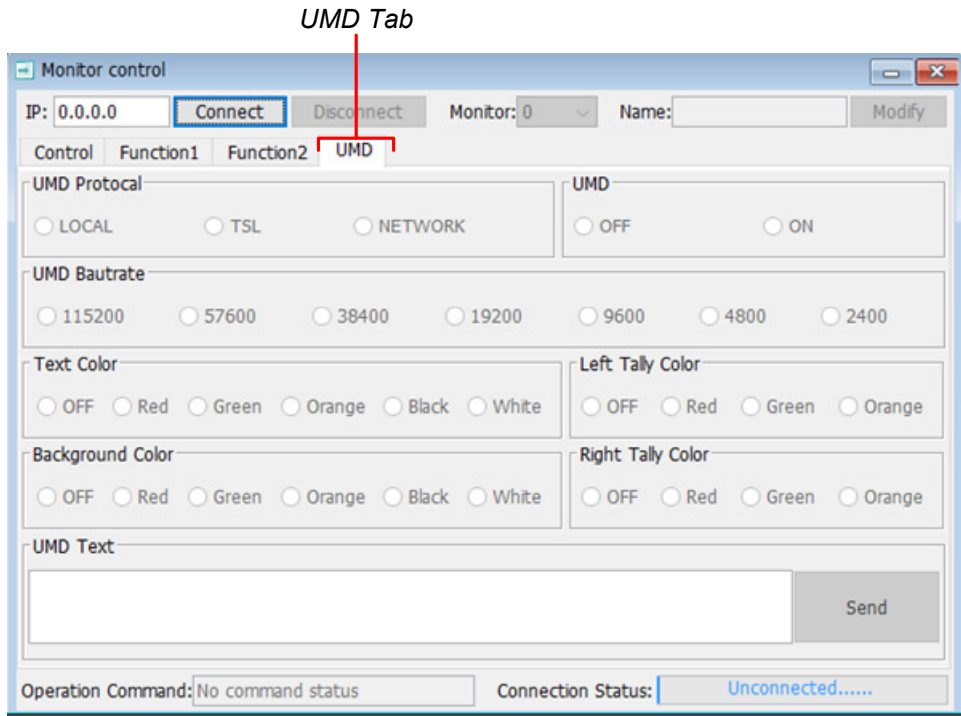 UMD Tab
Monitor control
IP: 0.0.0.0 Connect Disconnect Monitor: 0 Name: Modify
Control Function1 Function2 UMD
UMD Protocal UMD
LOCAL TSL NETWORK OFF ON
UMD Bautrate
115200 57600 38400 19200 9600 4800 2400
Text Color Left Tally Color
OFF Red Green Orange Black White OFF Red Green Orange
Background Color Right Tally Color
OFF Red Green Orange Black White OFF Red Green Orange
UMD Text
Send
Operation Command: No command status Connection Status: Unconnected......